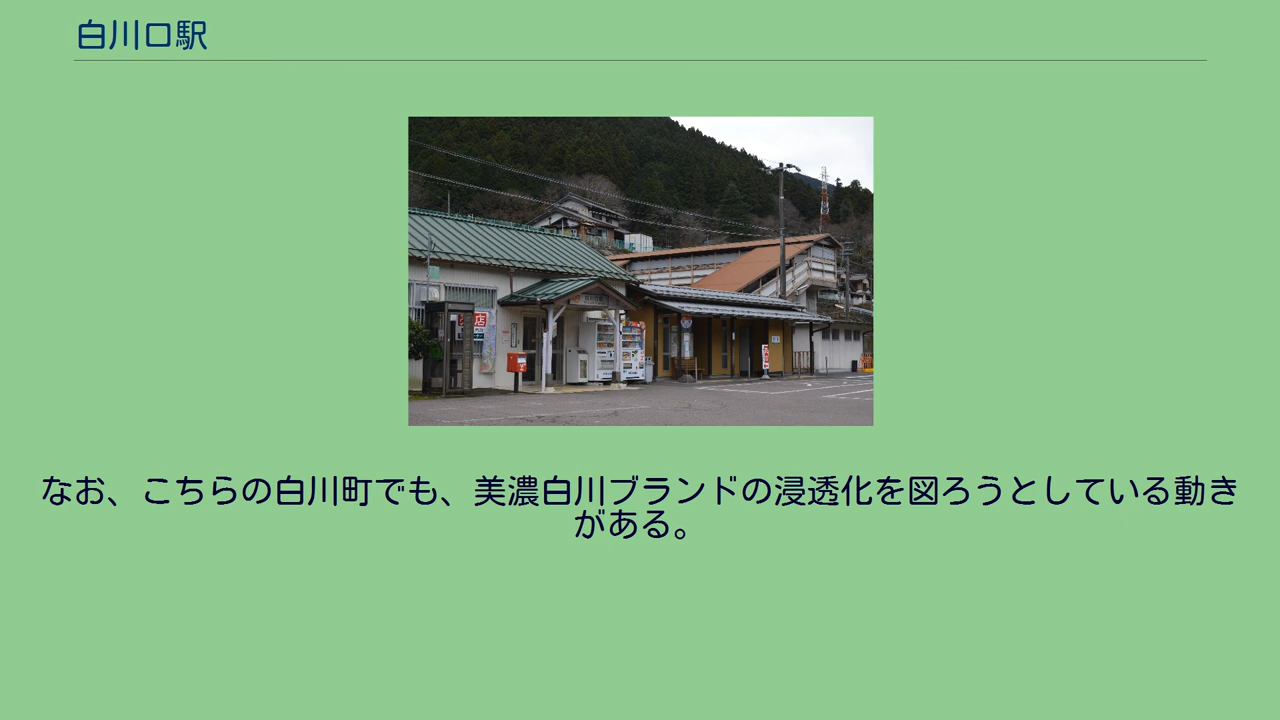 白川口駅
なお、こちらの白川町でも、美濃白川ブランドの浸透化を図ろうとしている動き
がある。